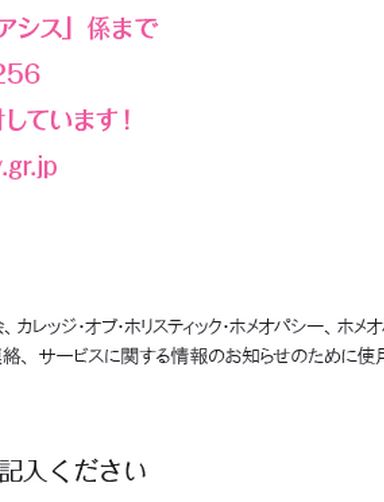 アシス」係まで
256
しています！
.gr.jp
、カレッジ・オブ・ホリスティック・ホメオパシー、ホメオ
絡、サービスに関する情報のお知らせのために使用
記入ください